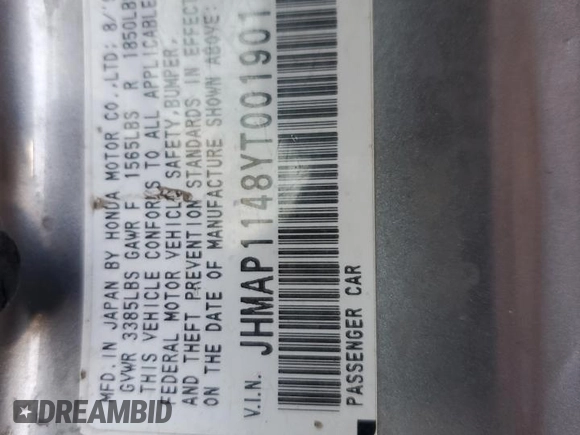 MFD. IN JAPAN BY HONDA MOTOR CO., LTD: 8/
GVWR 3385LBS GAWR F 1565LBS R 1850LBS
THIS VEHICLE CONFORMS TO ALL APPLICABLE
FEDERAL MOTOR VEHICLE SAFETY, BUMPER,
AND THEFT PREVENTION STANDARDS IN EFFECT
ON THE DATE OF MANUFACTURE SHOWN ABOVE:
V.I.N. JHMAP1148YT001901
PASSENGER CAR
DREAMBID